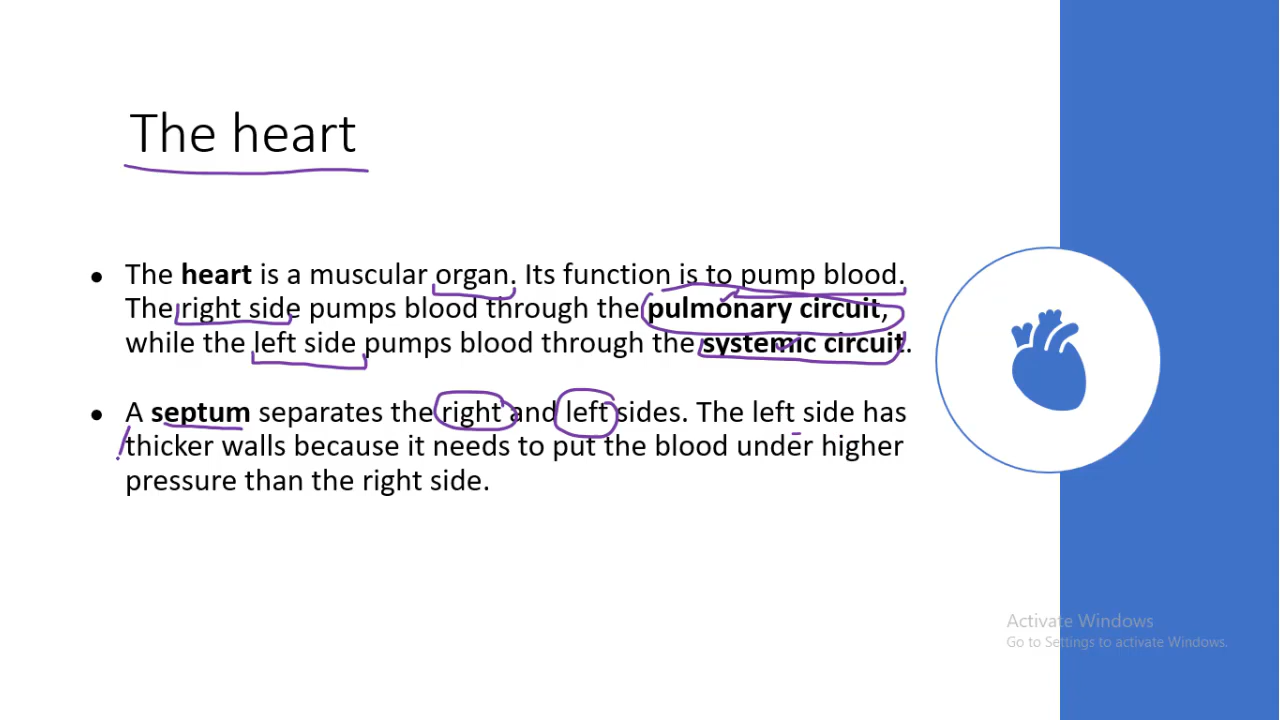 The heart
• The heart is a muscular organ. Its function is to pump blood.
The right side pumps blood through the pulmonary circuit,
while the left side pumps blood through the systemic circuit.
• A septum separates the right and left sides. The left side has
thicker walls because it needs to put the blood under higher
pressure than the right side.
Activate Windows
Go to Settings to activate Windows.